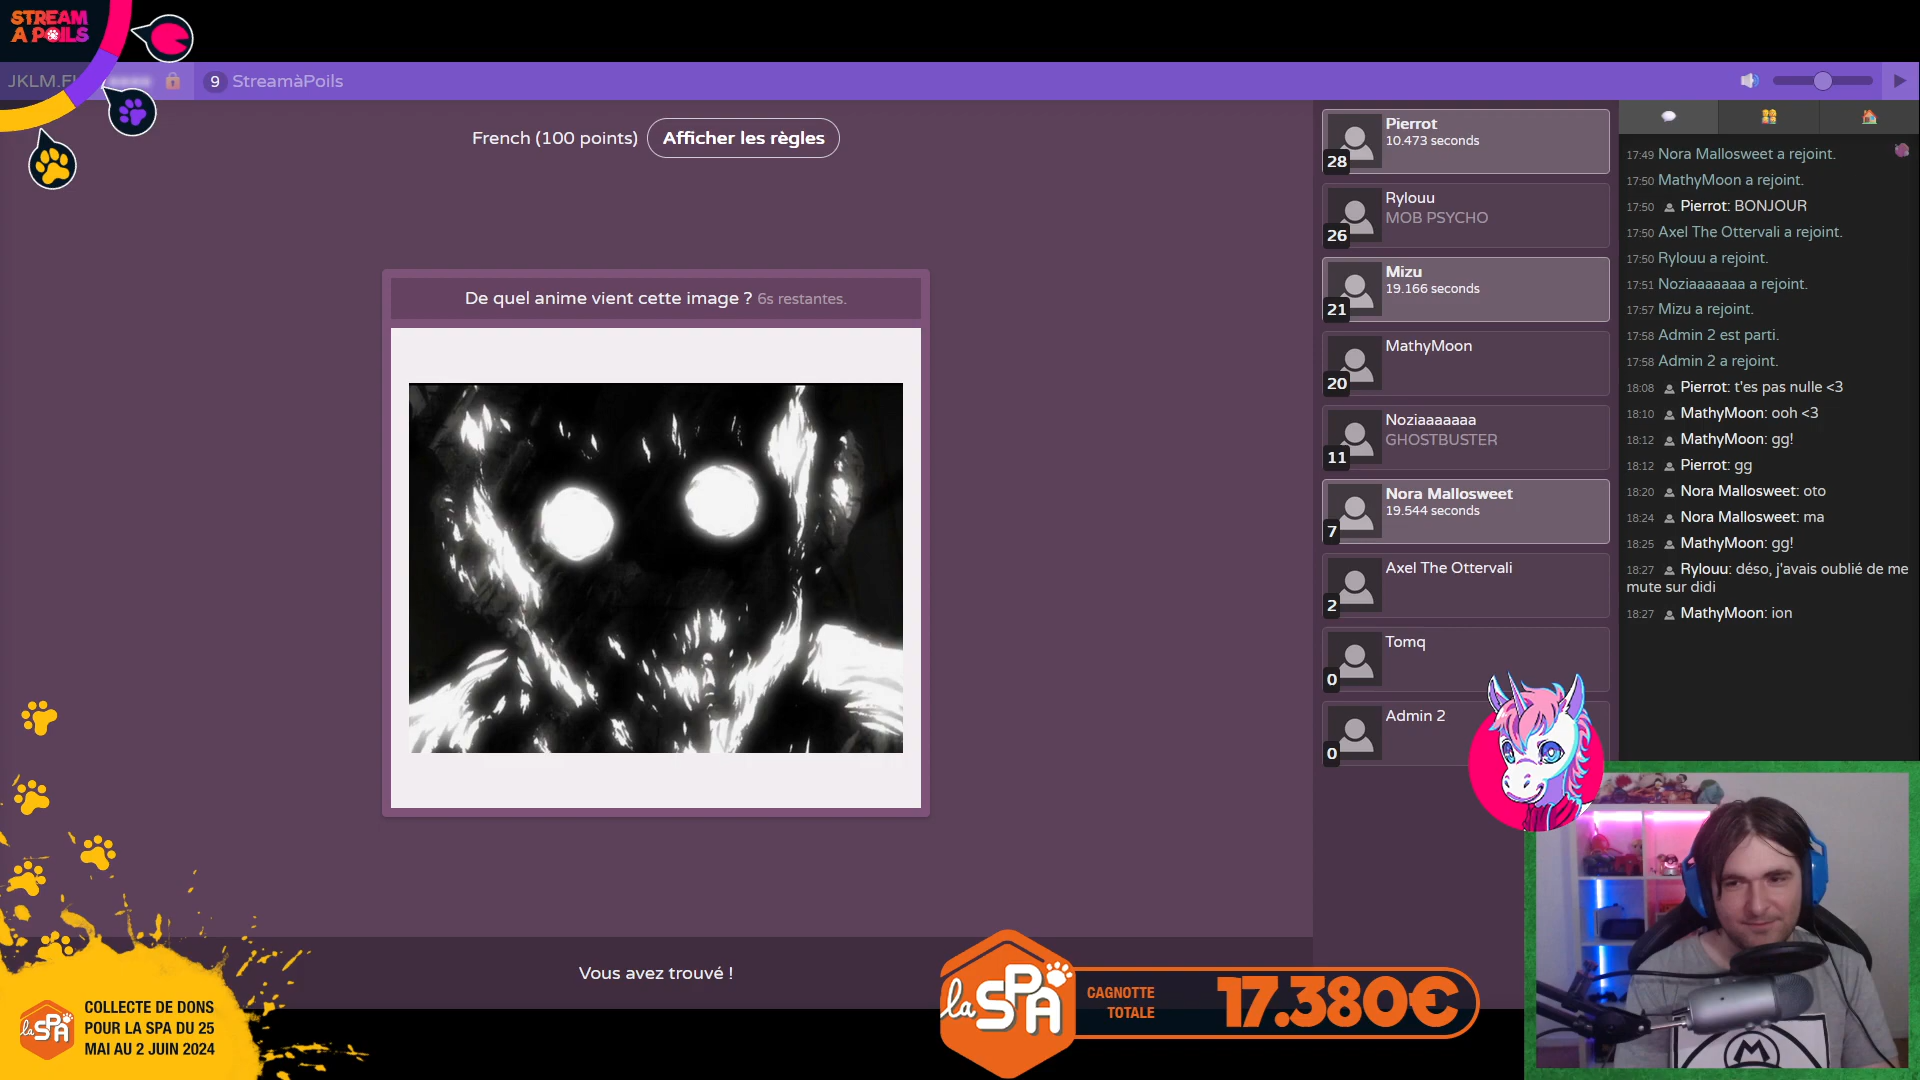 STREAM
A POILS
JKLM.F
9 StreamàPoils
French (100 points) Afficher les règles
De quel anime vient cette image ? 6s restantes.
Vous avez trouvé !
Pierrot
10.473 seconds
28
Rylouu
MOB PSYCHO
26
Mizu
19.166 seconds
21
MathyMoon
20
Noziaaaaaaa
GHOSTBUSTER
11
Nora Mallosweet
19.544 seconds
7
Axel The Ottervali
2
Tomq
0
Admin 2
0
17:49 Nora Mallosweet a rejoint.
17:50 MathyMoon a rejoint.
17:50 Pierrot: BONJOUR
17:50 Axel The Ottervali a rejoint.
17:50 Rylouu a rejoint.
17:51 Noziaaaaaaa a rejoint.
17:57 Mizu a rejoint.
17:58 Admin 2 est parti.
17:58 Admin 2 a rejoint.
18:08 Pierrot: t'es pas nulle <3
18:10 MathyMoon: ooh <3
18:12 MathyMoon: gg!
18:12 Pierrot: gg
18:20 Nora Mallosweet: oto
18:24 Nora Mallosweet: ma
18:25 MathyMoon: gg!
18:27 Rylouu: déso, j'avais oublié de me
mute sur didi
18:27 MathyMoon: ion
la SPA
COLLECTE DE DONS
POUR LA SPA DU 25
MAI AU 2 JUIN 2024
la SPA
CAGNOTTE
TOTALE
17.380€
M